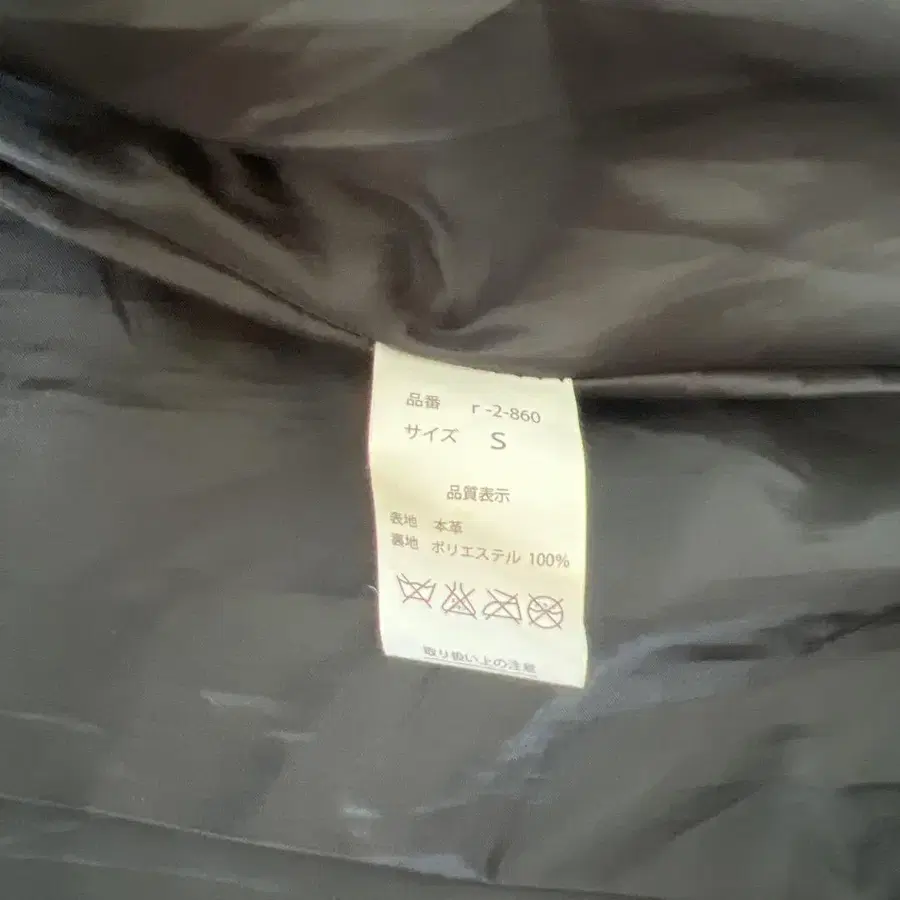 品番 r-2-860
サイズ S
品質表示
表地 本革
裏地 ポリエステル 100%
取り扱い上の注意